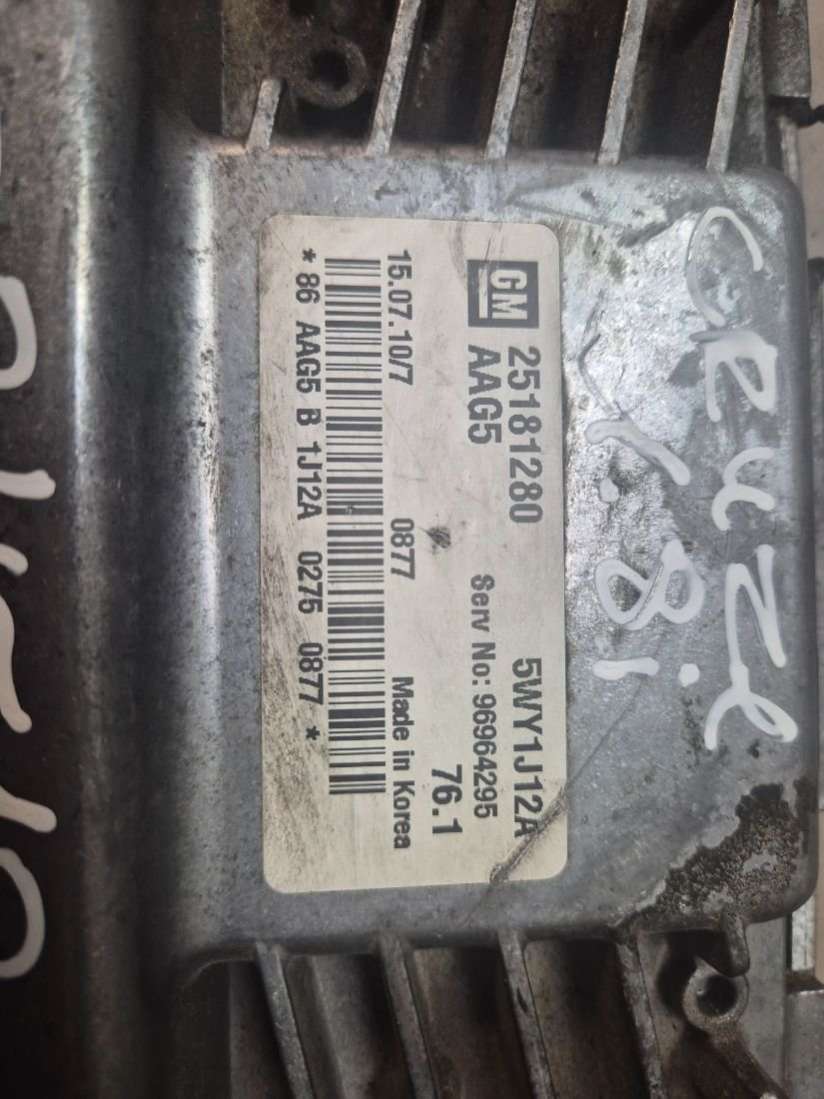 CRUZE
1.8i
GM 25181280 5WY1J12A
AAG5 Serv No: 96964295
76.1
15.07.10/7 0877 Made in Korea
* 86 AAG5 B 1J12A 0275 0877 *